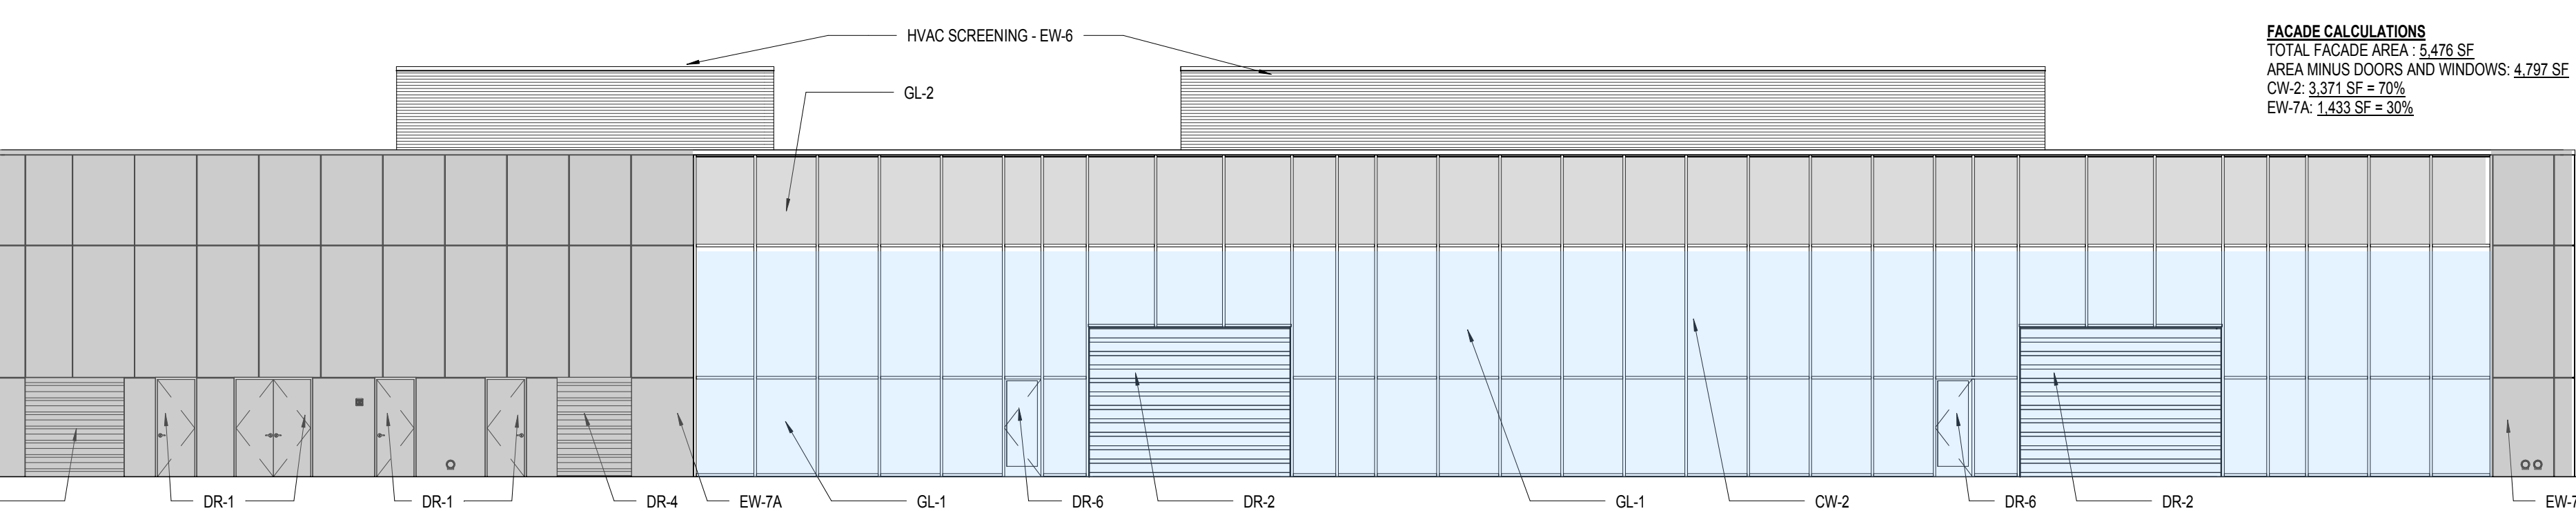 HVAC SCREENING - EW-6
FACADE CALCULATIONS
TOTAL FACADE AREA : 5,476 SF
AREA MINUS DOORS AND WINDOWS: 4,797 SF
CW-2: 3,371 SF = 70%
EW-7A: 1,433 SF = 30%
GL-2
DR-1
DR-1
DR-4
EW-7A
GL-1
DR-6
DR-2
GL-1
CW-2
DR-6
DR-2
EW-7